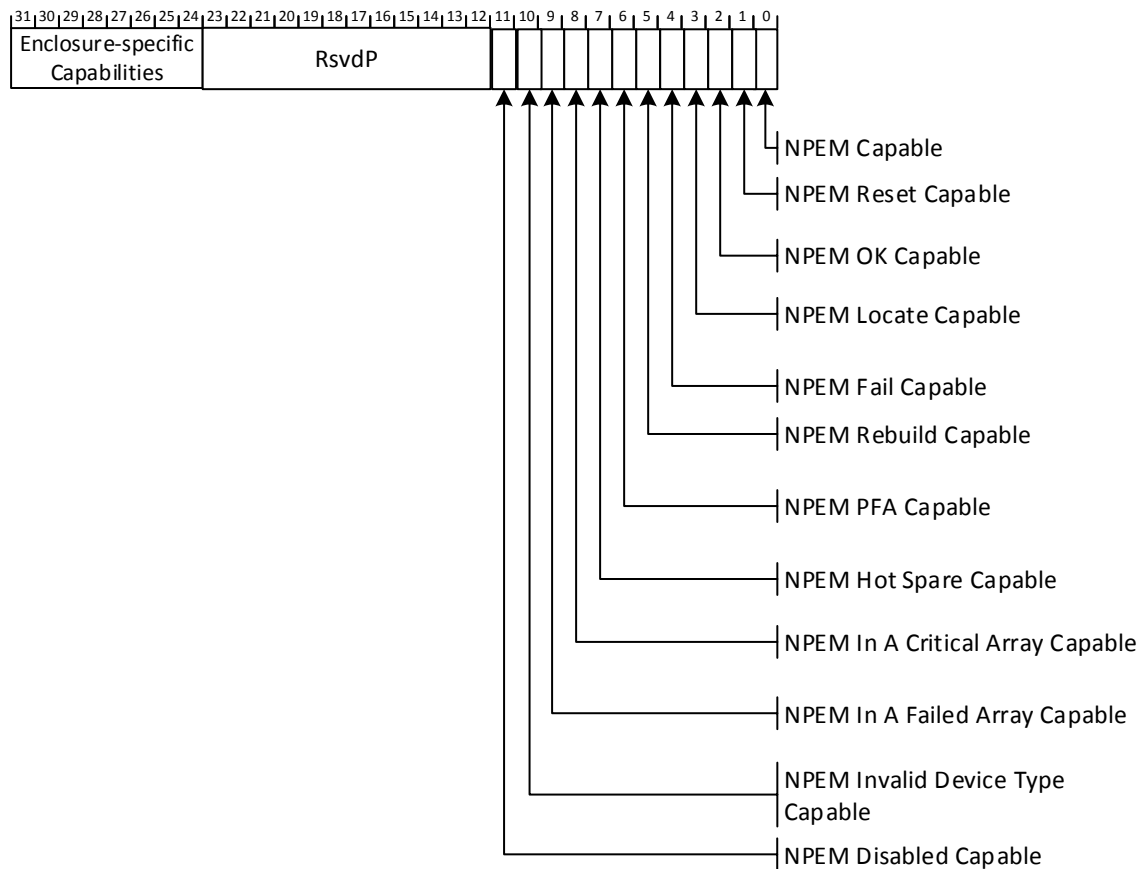 31 30 29 28 27 26 25 24 23 22 21 20 19 18 17 16 15 14 13 12 11 10 9 8 7 6 5 4 3 2 1 0
Enclosure-specific
Capabilities
RsvdP
NPEM Capable
NPEM Reset Capable
NPEM OK Capable
NPEM Locate Capable
NPEM Fail Capable
NPEM Rebuild Capable
NPEM PFA Capable
NPEM Hot Spare Capable
NPEM In A Critical Array Capable
NPEM In A Failed Array Capable
NPEM Invalid Device Type
Capable
NPEM Disabled Capable